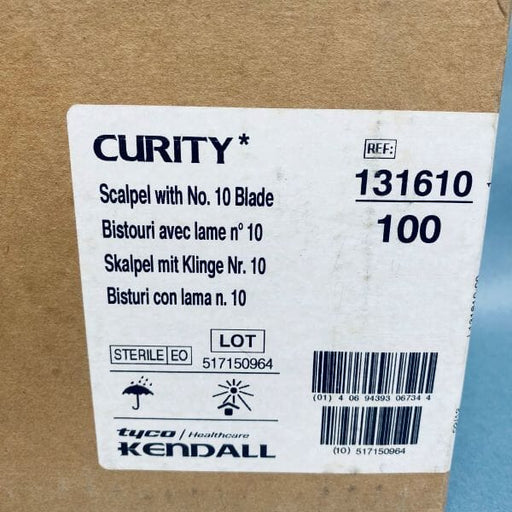 CURITY*
REF:
Scalpel with No. 10 Blade
131610
Bistouri avec lame n° 10
100
Skalpel mit Klinge Nr. 10
Bisturi con lama n. 10
LOT
STERILE EO
517150964
(01) 4 06 94393 06734 4
tyco / Healthcare
KENDALL
(10) 517150964